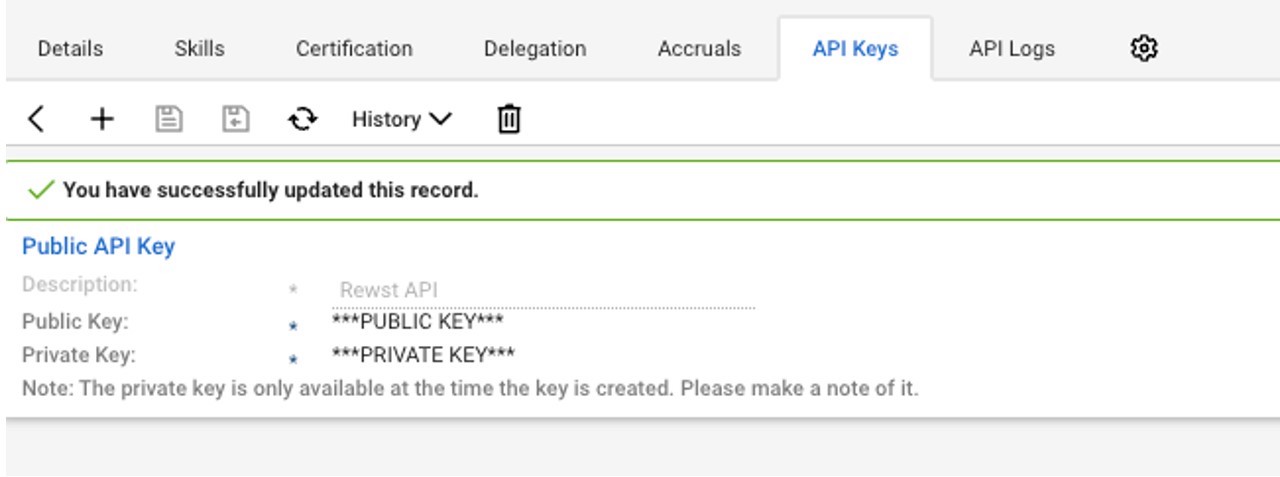 Details Skills Certification Delegation Accruals API Keys API Logs
History
You have successfully updated this record.
Public API Key
Description: * Rewst API
Public Key: * ***PUBLIC KEY***
Private Key: * ***PRIVATE KEY***
Note: The private key is only available at the time the key is created. Please make a note of it.